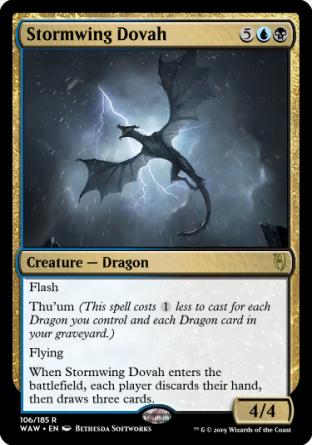 Stormwing Dovah 5
Creature — Dragon
Flash
Thu'um (This spell costs 1 less to cast for each
Dragon you control and each Dragon card in
your graveyard.)
Flying
When Stormwing Dovah enters the
battlefield, each player discards their hand,
then draws three cards.
4/4
106/185 R
WAW • EN BETHESDA SOFTWORKS
™ & © 2019 Wizards of the Coast